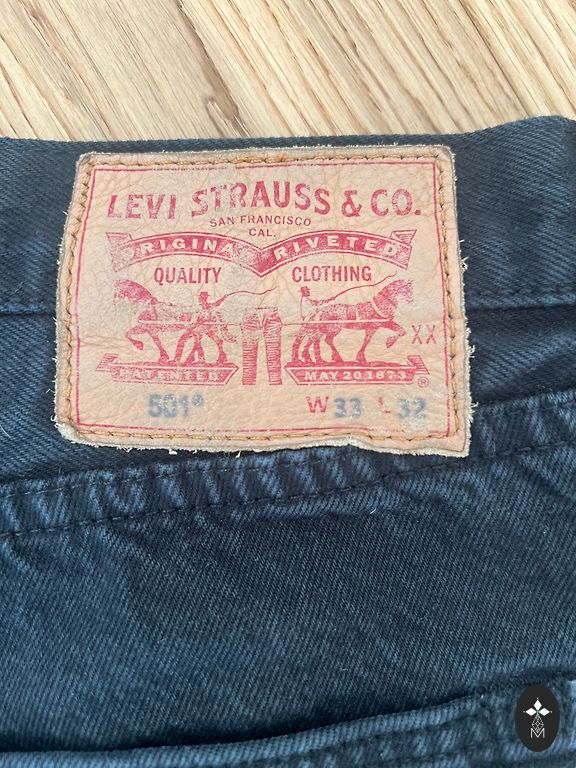 LEVI STRAUSS & CO.
SAN FRANCISCO
CAL.
ORIGINAL RIVETED
QUALITY CLOTHING
XX
PATENTED MAY 20 1873 ®
501® W 33 L 32